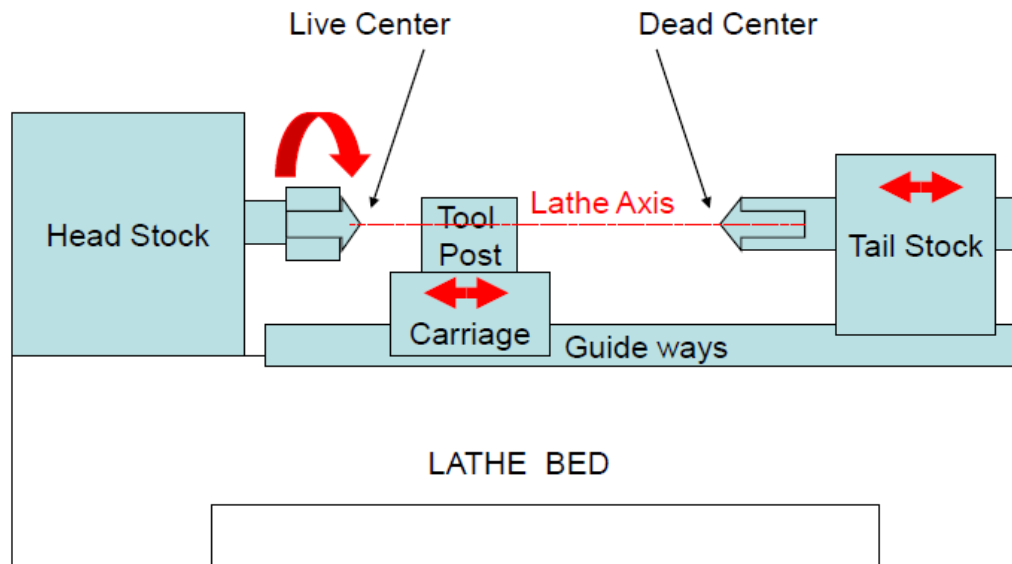 Live Center
Dead Center
Head Stock
Lathe Axis
Tool
Post
Tail Stock
Carriage
Guide ways
LATHE BED